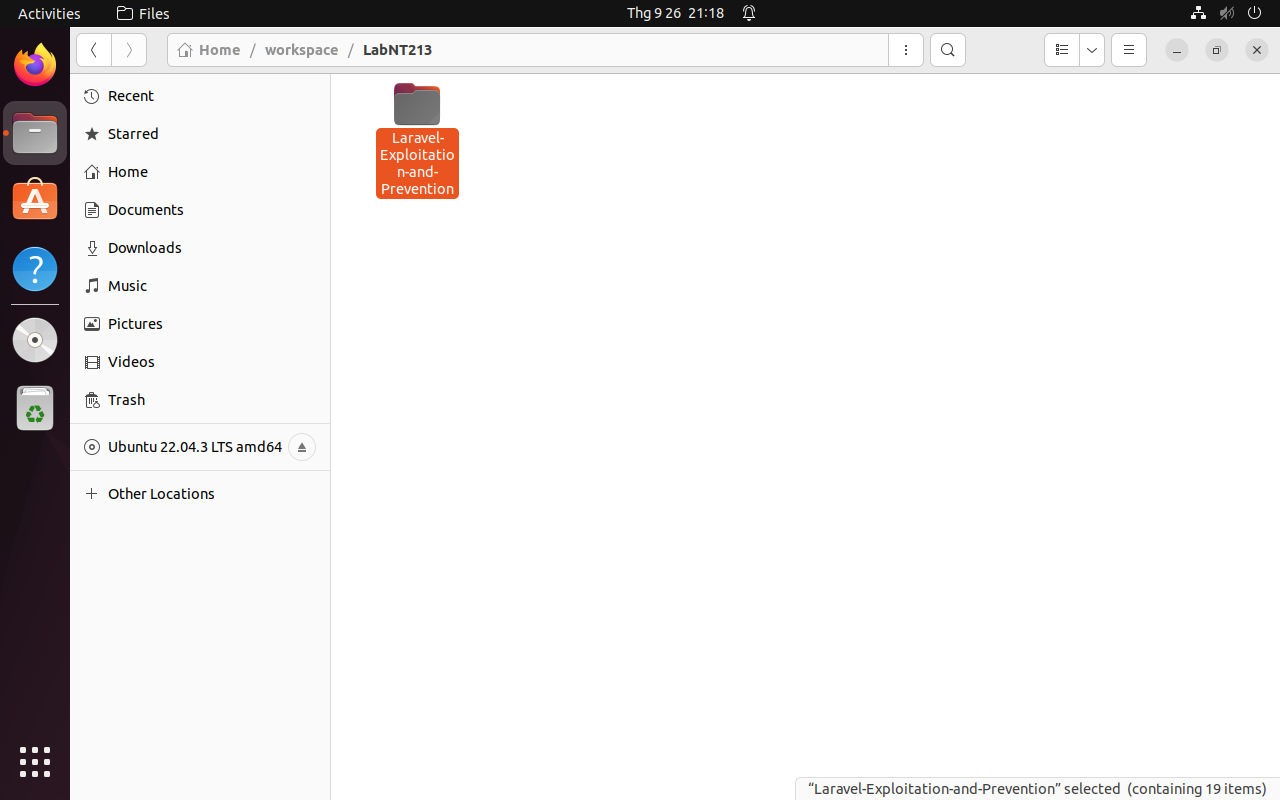 Activities
Files
Thg 9 26 21:18
Home / workspace / LabNT213
Recent
Starred
Home
Documents
Downloads
Music
Pictures
Videos
Trash
Ubuntu 22.04.3 LTS amd64
Other Locations
Laravel-
Exploitatio
n-and-
Prevention
“Laravel-Exploitation-and-Prevention” selected (containing 19 items)